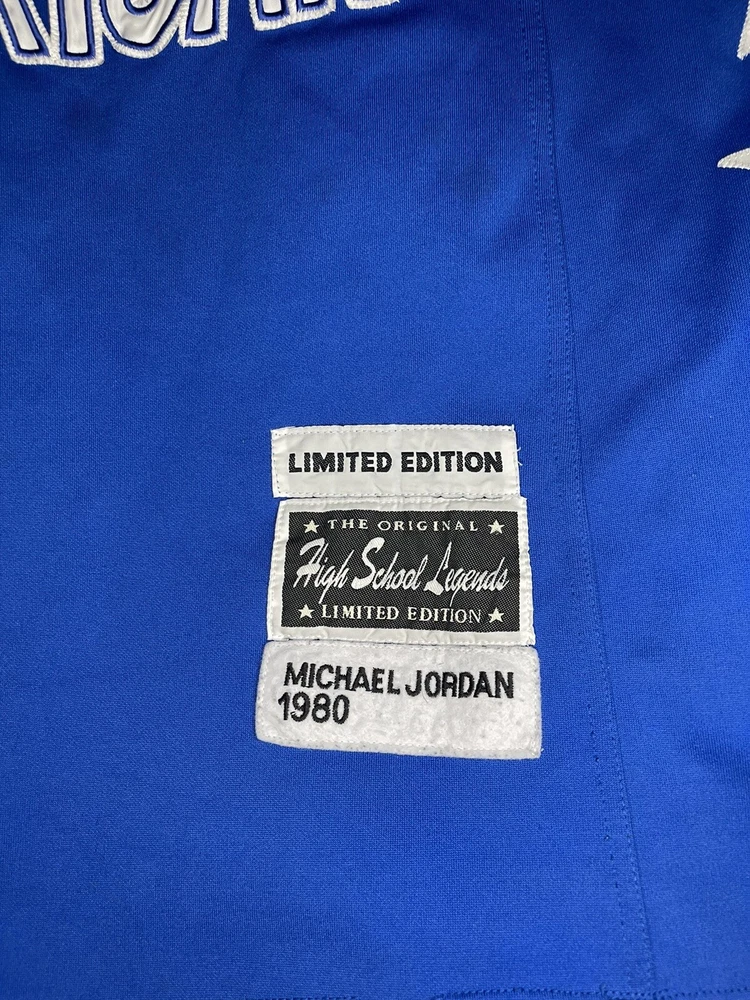 LIMITED EDITION
THE ORIGINAL
High School Legends
LIMITED EDITION
MICHAEL JORDAN
1980